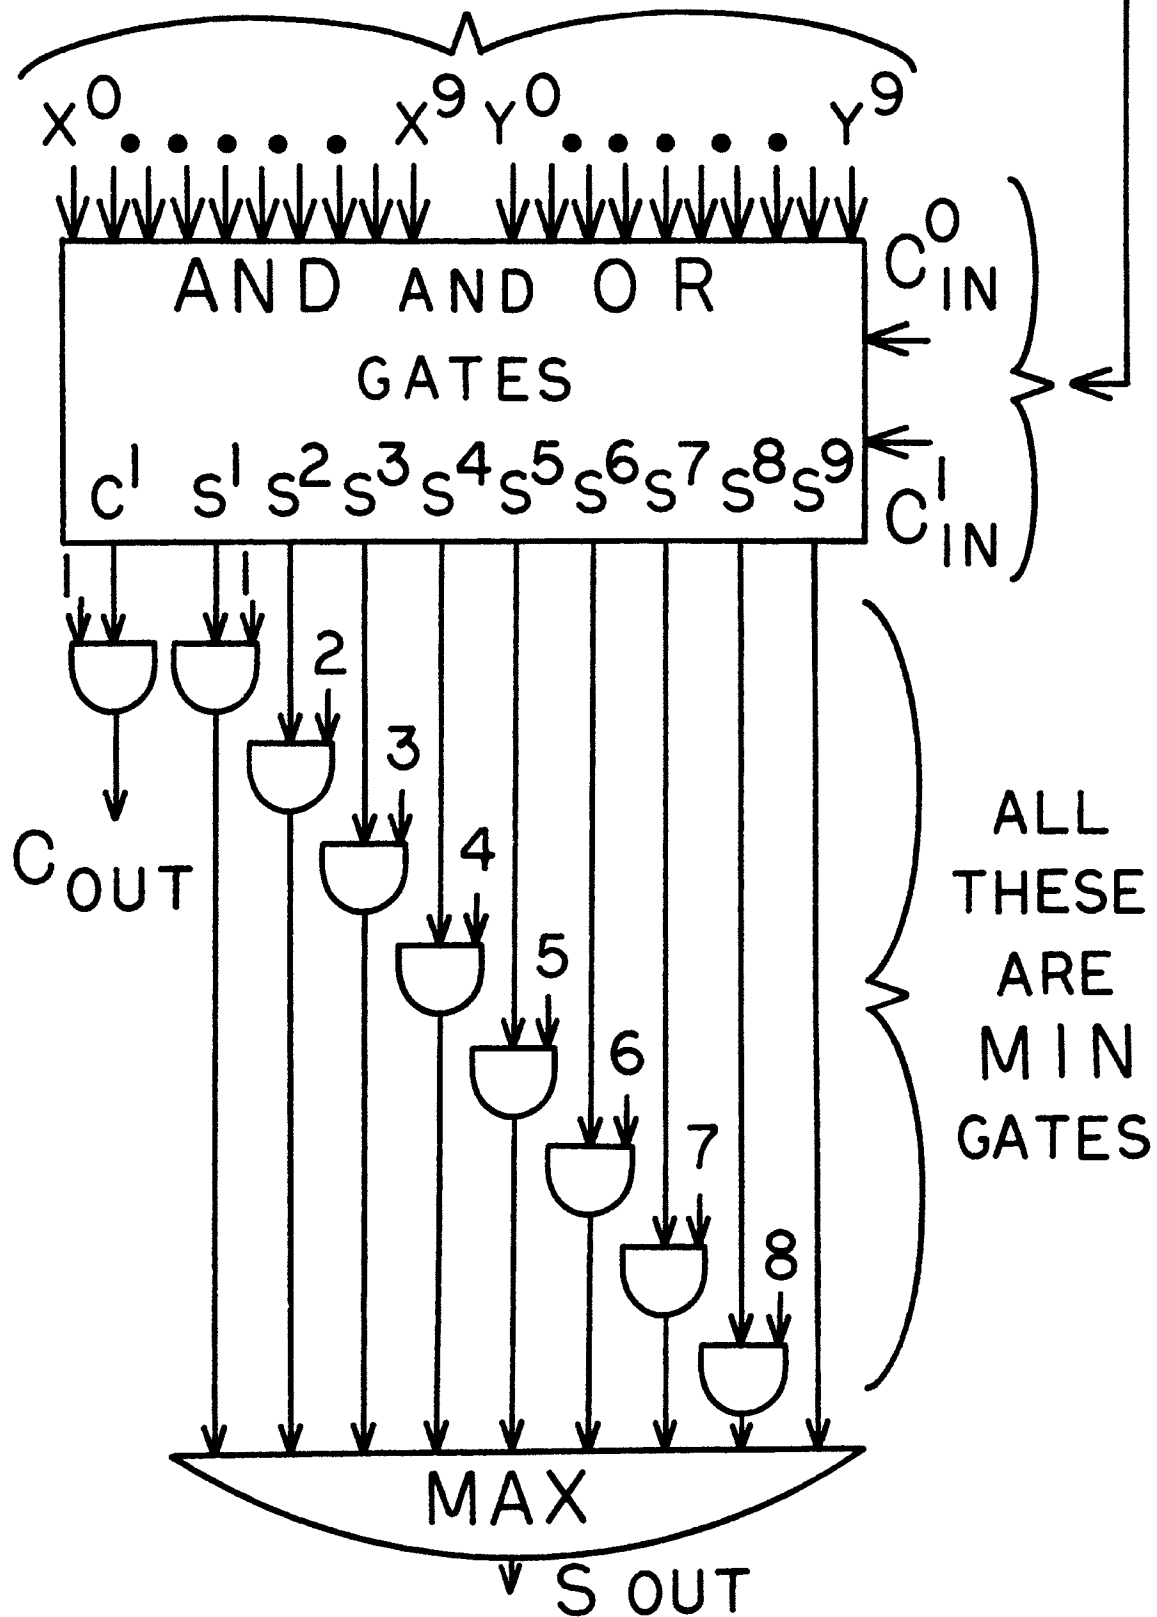 X⁰ X⁹ Y⁰ Y⁹
AND AND OR
GATES
C⁰IN
C¹IN
C¹ S¹ S² S³ S⁴ S⁵ S⁶ S⁷ S⁸ S⁹
1 1
2
3
4
5
6
7
8
COUT
ALL
THESE
ARE
MIN
GATES
MAX
S OUT